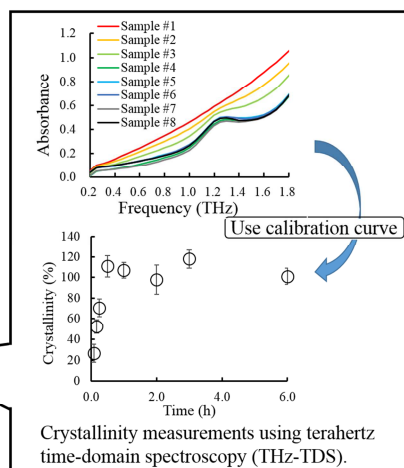 1.2
1.0
0.8
0.6
0.4
0.2
0.0
Absorbance
Sample #1
Sample #2
Sample #3
Sample #4
Sample #5
Sample #6
Sample #7
Sample #8
0.2 0.4 0.6 0.8 1.0 1.2 1.4 1.6 1.8
Frequency (THz)
Use calibration curve
140
120
100
80
60
40
20
0
Crystallinity (%)
0.0 2.0 4.0 6.0
Time (h)
Crystallinity measurements using terahertz
time-domain spectroscopy (THz-TDS).